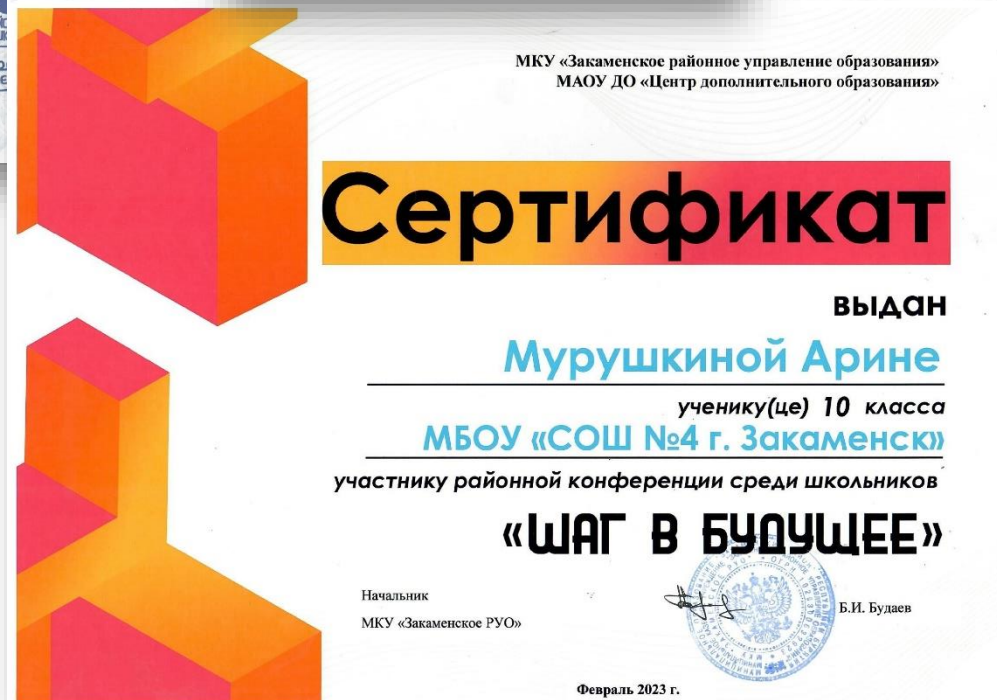 МКУ «Закаменское районное управление образования»
МАОУ ДО «Центр дополнительного образования»
Сертификат
выдан
Мурушкиной Арине
ученику(це) 10 класса
МБОУ «СОШ №4 г. Закаменск»
участнику районной конференции среди школьников
«ШАГ В БУДУЩЕЕ»
Начальник
МКУ «Закаменское РУО»
Б.И. Будаев
Февраль 2023 г.